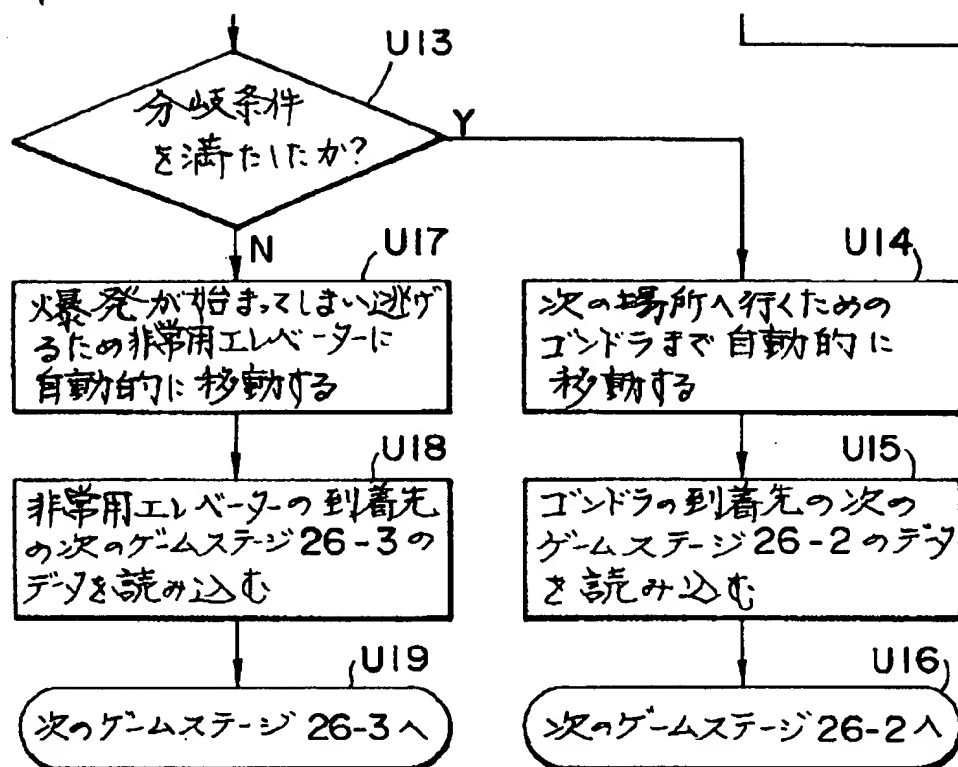 U13
分岐条件
を満たしたか?
Y
N
U17
爆発が始まってしまい逃げ
るため非常用エレベーターに
自動的に移動する
U14
次の場所へ行くための
ゴンドラまで自動的に
移動する
U18
非常用エレベーターの到着先
の次のゲームステージ26-3の
データを読み込む
U15
ゴンドラの到着先の次の
ゲームステージ26-2のデータ
を読み込む
U19
次のゲームステージ 26-3へ
U16
次のゲームステージ26-2へ